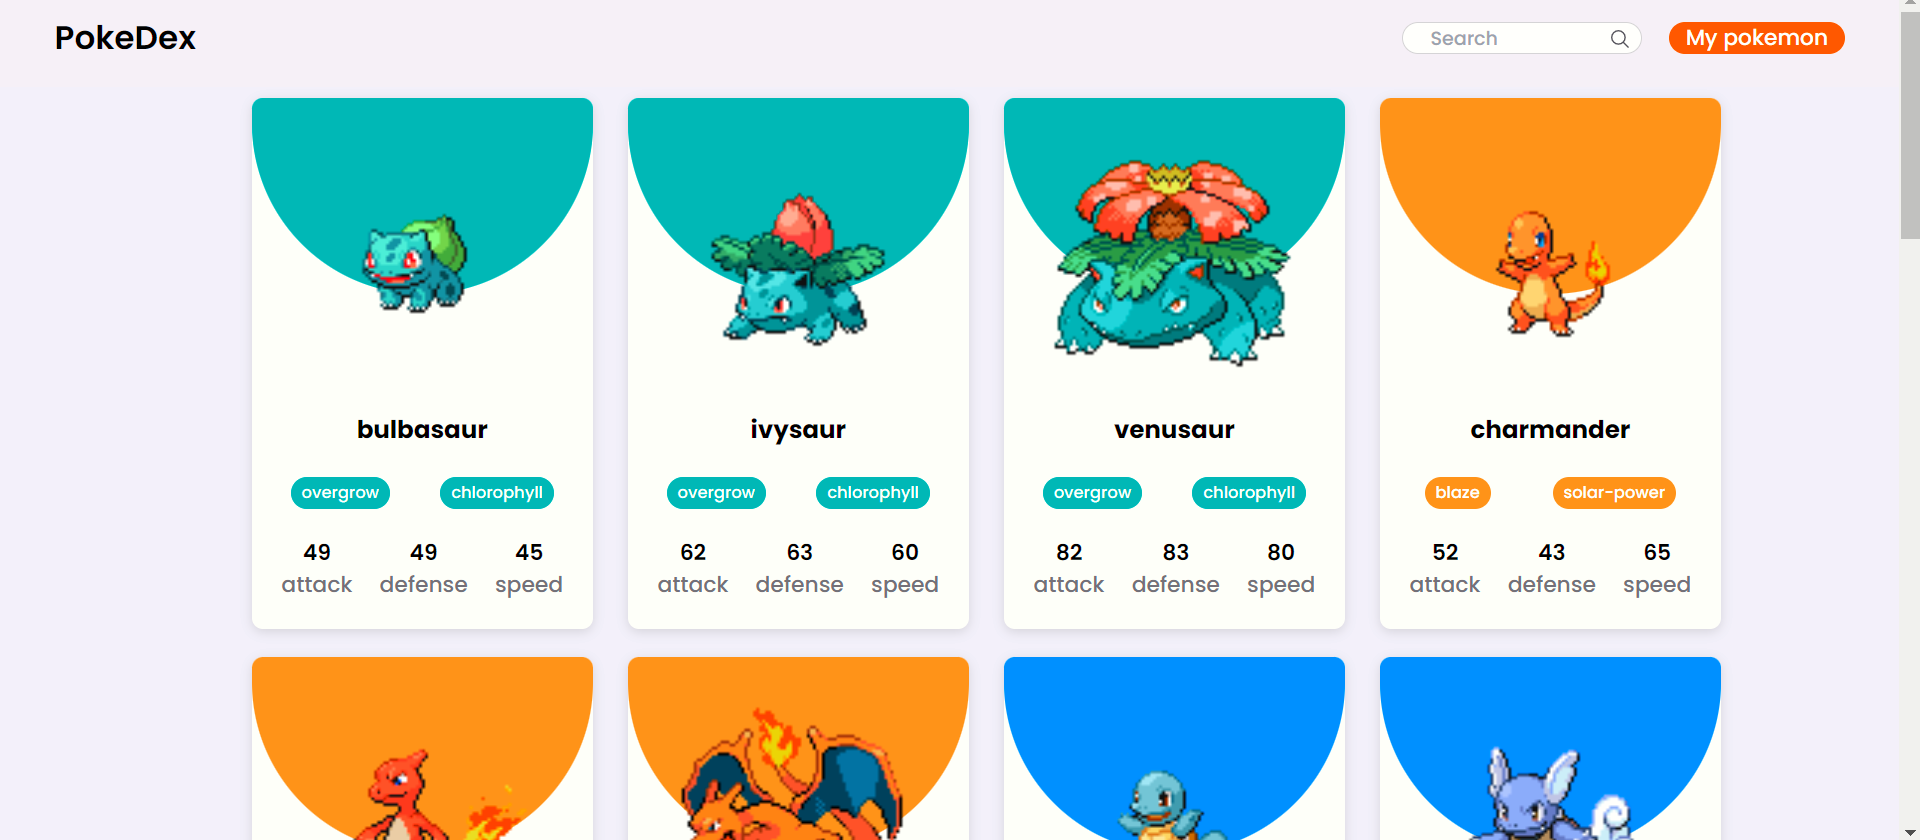 PokeDex
Search
My pokemon
bulbasaur
overgrow chlorophyll
49 49 45
attack defense speed
ivysaur
overgrow chlorophyll
62 63 60
attack defense speed
venusaur
overgrow chlorophyll
82 83 80
attack defense speed
charmander
blaze solar-power
52 43 65
attack defense speed